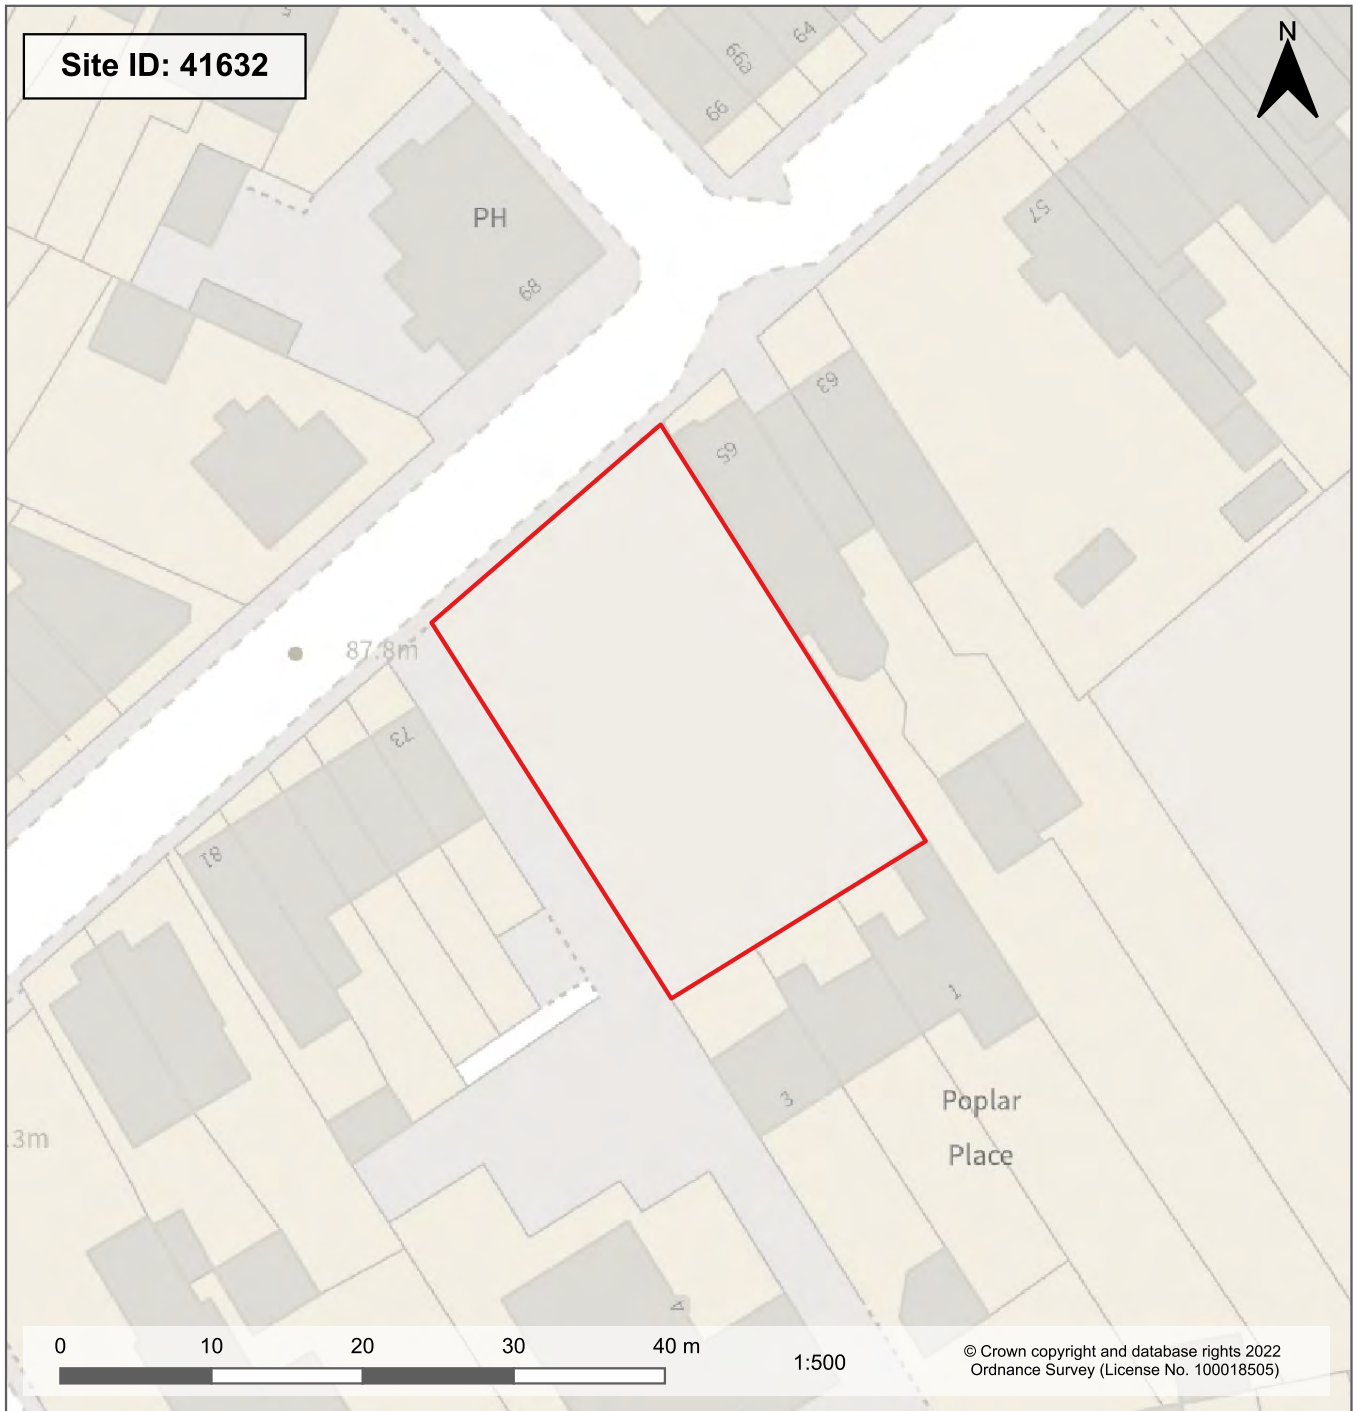 Site ID: 41632
N
5
64
66a
66
PH
68
57
63
65
87.8m
73
81
1
3
Poplar
Place
.3m
4
0 10 20 30 40 m
1:500
© Crown copyright and database rights 2022
Ordnance Survey (License No. 100018505)